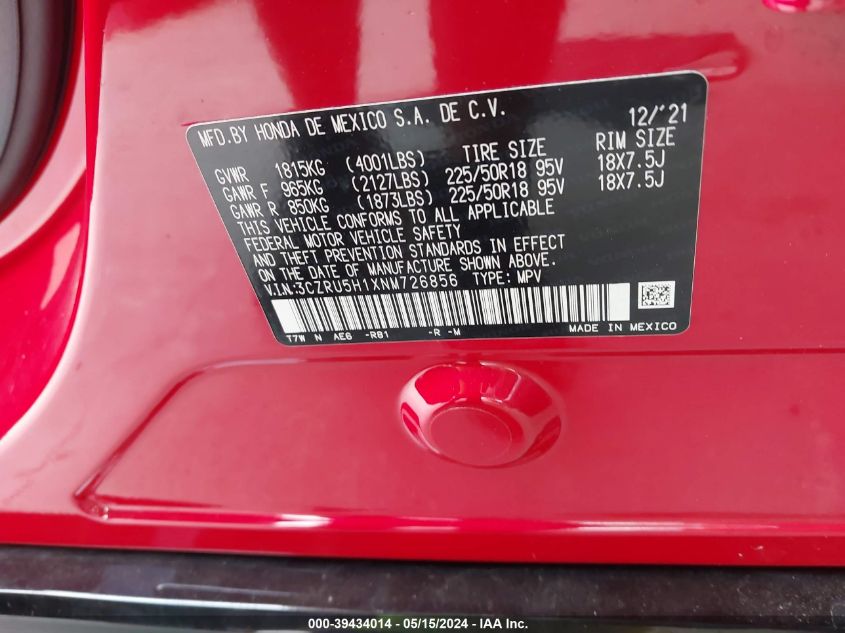 MFD.BY HONDA DE MEXICO S.A. DE C.V. 12/'21
GVWR 1815KG (4001LBS) TIRE SIZE RIM SIZE
GAWR F 965KG (2127LBS) 225/50R18 95V 18X7.5J
GAWR R 850KG (1873LBS) 225/50R18 95V 18X7.5J
THIS VEHICLE CONFORMS TO ALL APPLICABLE
FEDERAL MOTOR VEHICLE SAFETY
AND THEFT PREVENTION STANDARDS IN EFFECT
ON THE DATE OF MANUFACTURE SHOWN ABOVE.
V.I.N:3CZRU5H1XNM726856 TYPE: MPV
T7W N AE6 -R81 -R -M MADE IN MEXICO
000-39434014 - 05/15/2024 - IAA Inc.